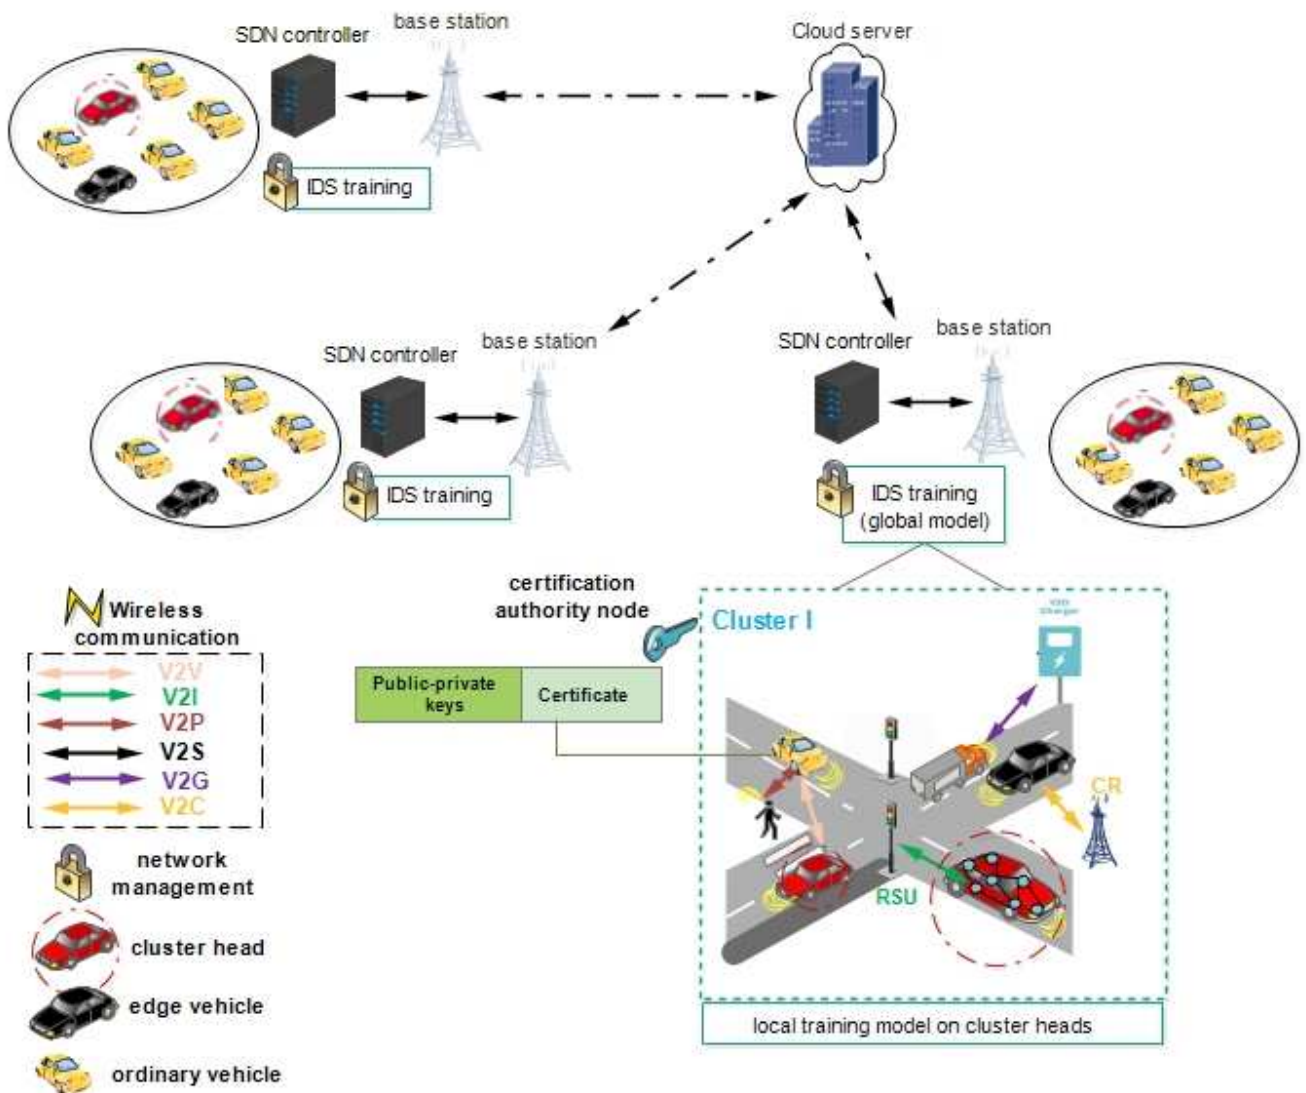 SDN controller
base station
Cloud server
IDS training
SDN controller
base station
IDS training
SDN controller
base station
IDS training
(global model)
Wireless
communication
V2V
V2I
V2P
V2S
V2G
V2C
network
management
cluster head
edge vehicle
ordinary vehicle
certification
authority node
Public-private
keys
Certificate
Cluster I
Charger
CR
RSU
local training model on cluster heads